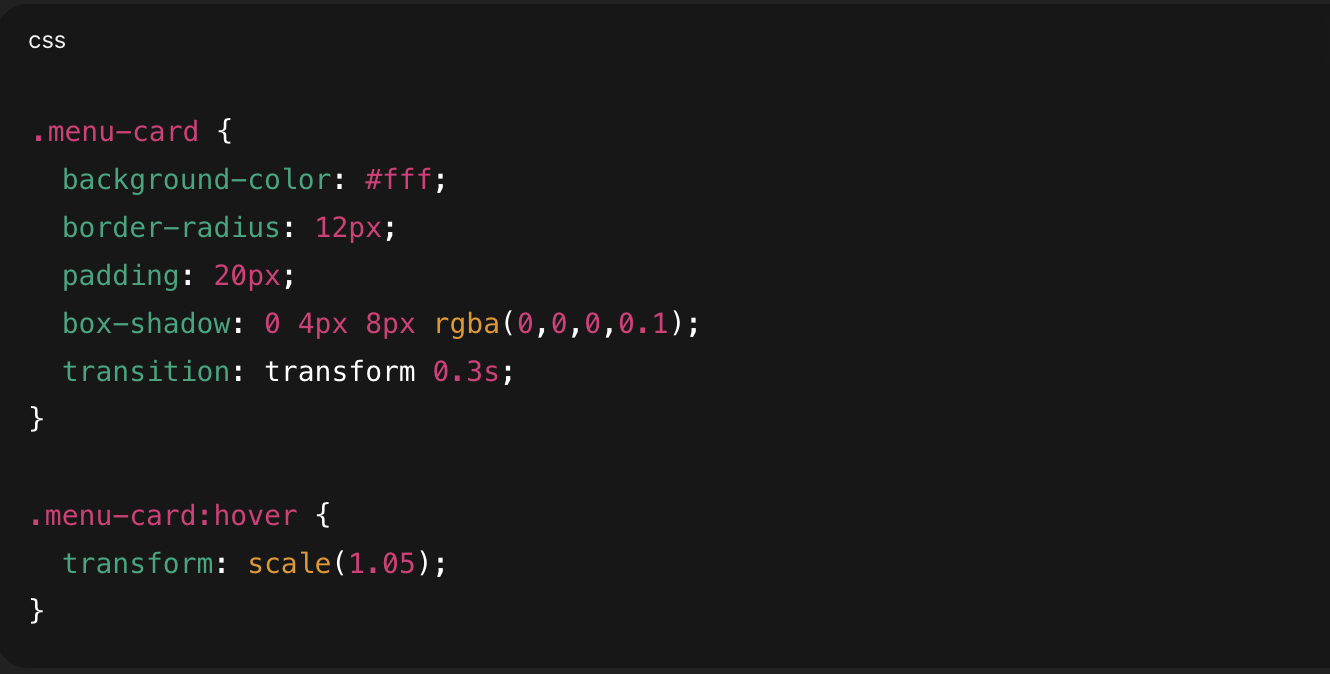 css
.menu-card {
  background-color: #fff;
  border-radius: 12px;
  padding: 20px;
  box-shadow: 0 4px 8px rgba(0,0,0,0.1);
  transition: transform 0.3s;
}
.menu-card:hover {
  transform: scale(1.05);
}